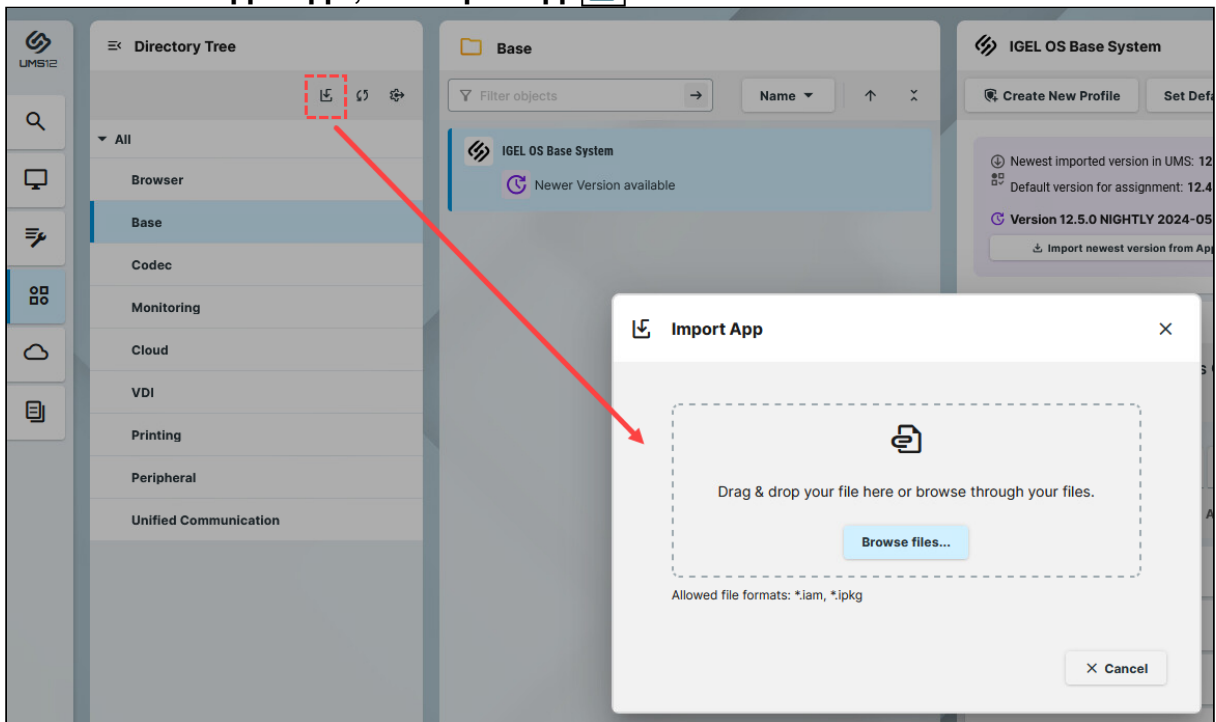 UMS12
Directory Tree
All
Browser
Base
Codec
Monitoring
Cloud
VDI
Printing
Peripheral
Unified Communication
Base
Filter objects
Name
IGEL OS Base System
Newer Version available
IGEL OS Base System
Create New Profile
Newest imported version in UMS: 12
Default version for assignment: 12.4
Version 12.5.0 NIGHTLY 2024-05
Import newest version from
Import App
Drag & drop your file here or browse through your files.
Browse files...
Allowed file formats: *.iam, *.ipkg
Cancel